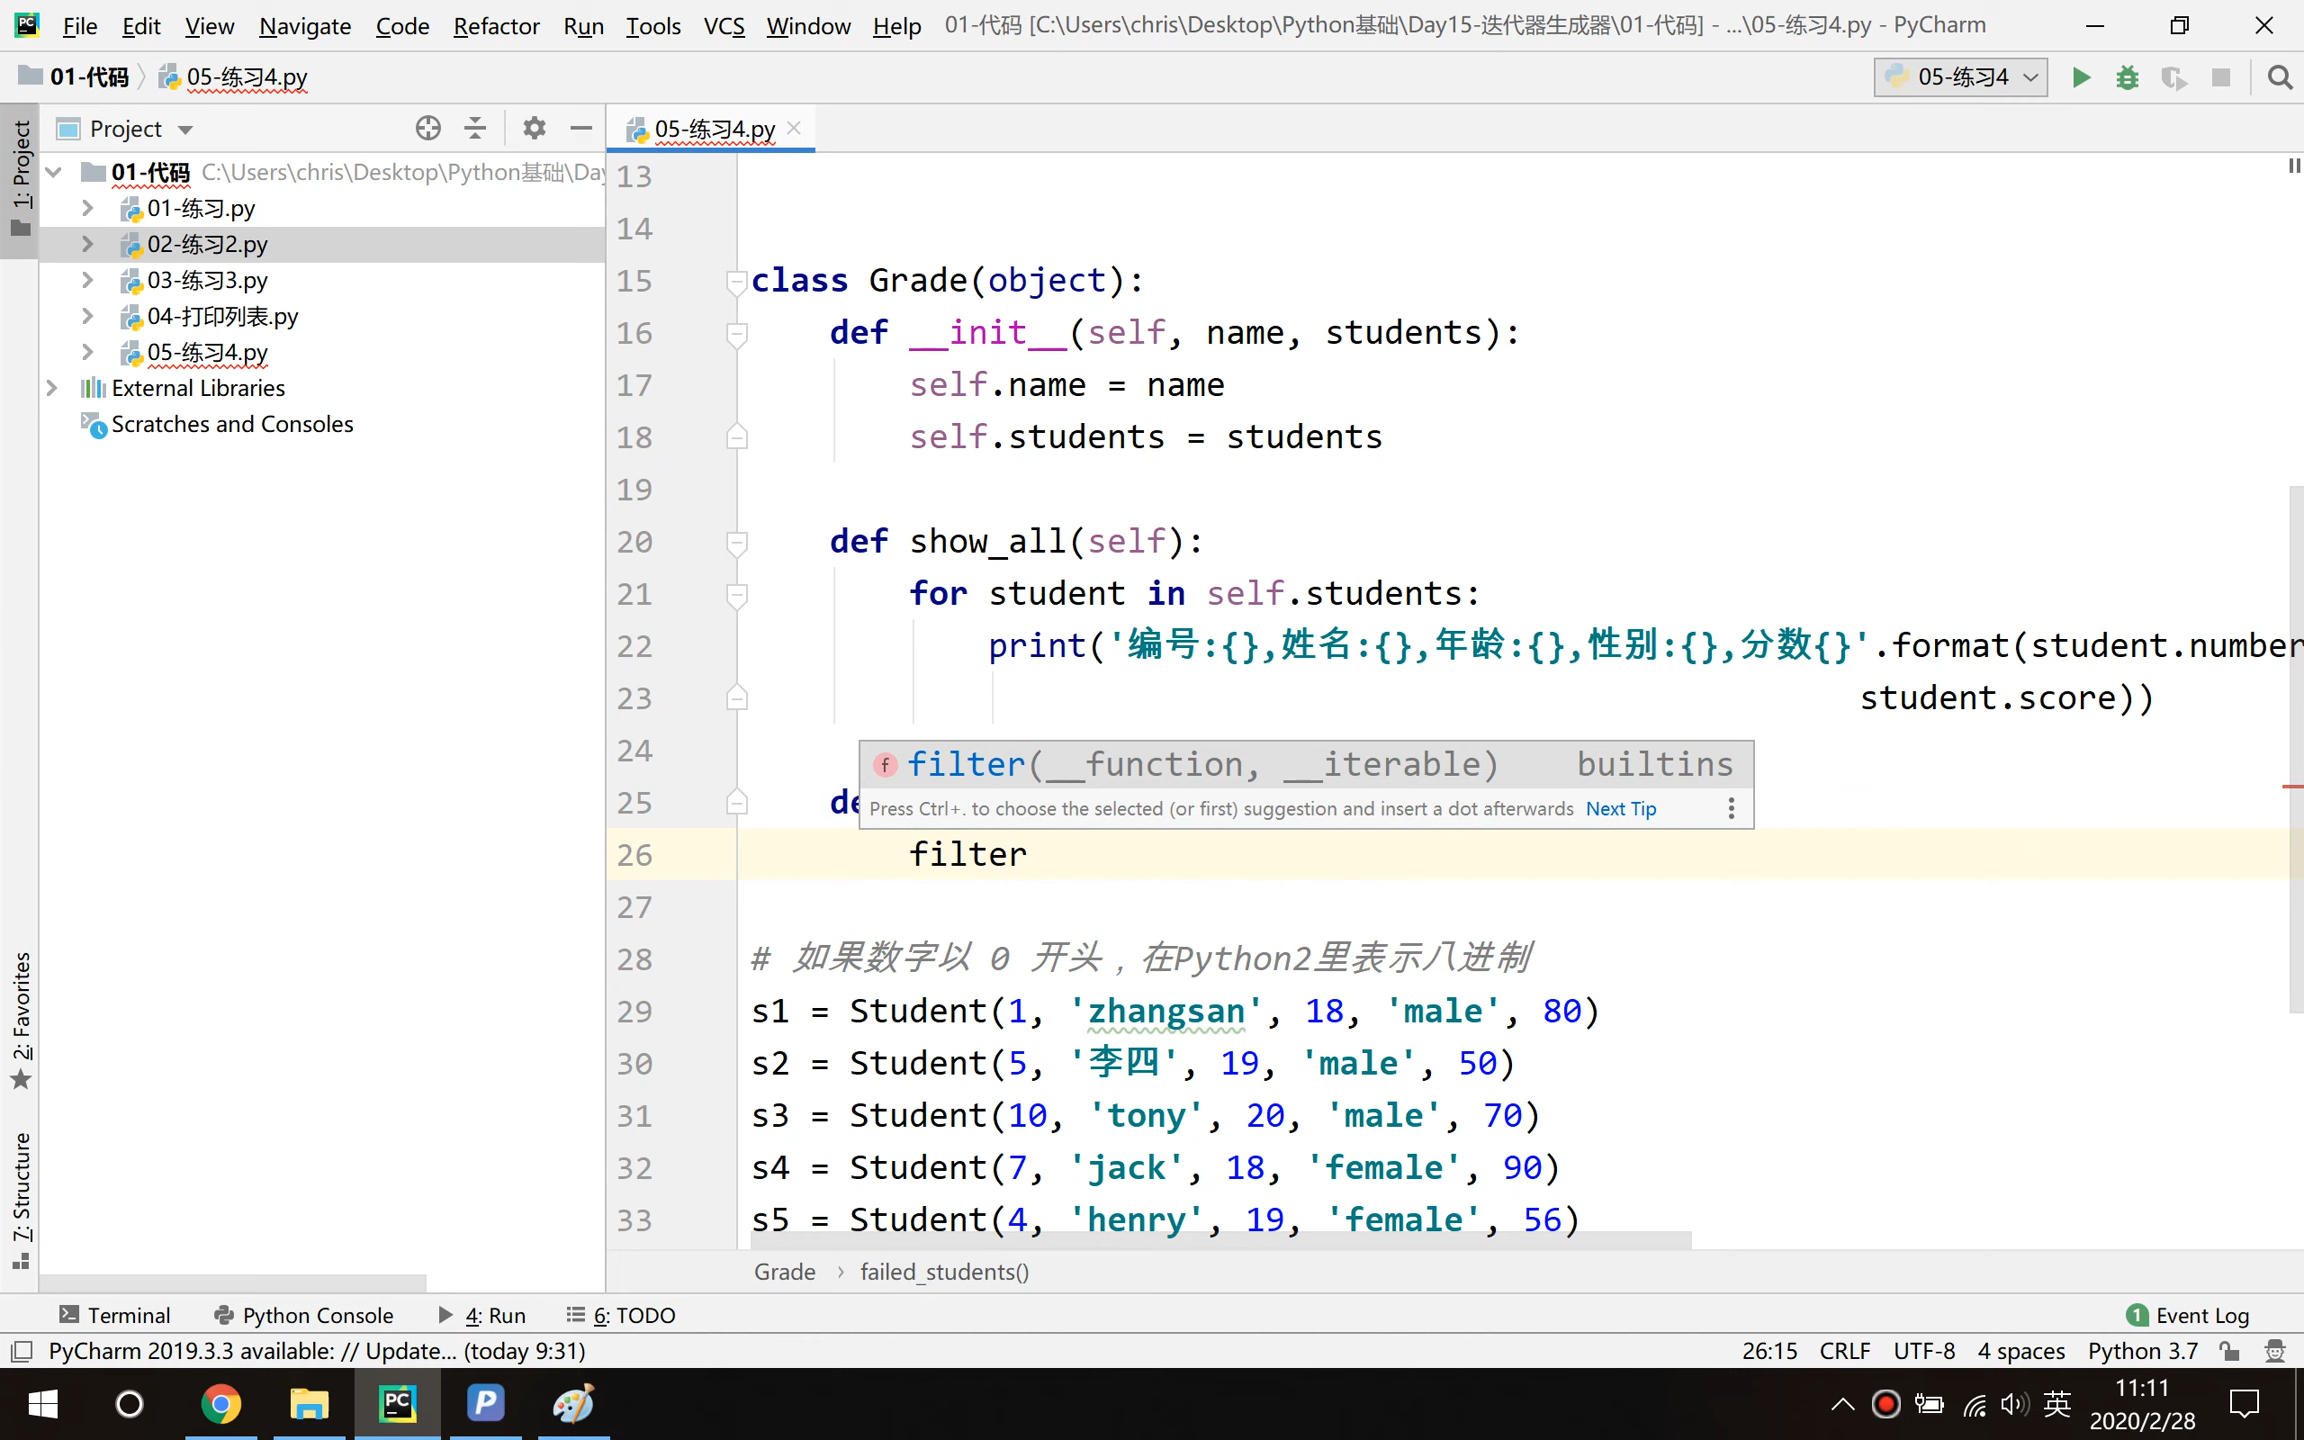 File Edit View Navigate Code Refactor Run Tools VCS Window Help 01-代码 [C:\Users\chris\Desktop\Python基础\Day15-迭代器生成器\01-代码] - ...\05-练习4.py - PyCharm
01-代码 05-练习4.py 05-练习4
Project 05-练习4.py
1: Project
01-代码 C:\Users\chris\Desktop\Python基础\Da
01-练习.py
02-练习2.py
03-练习3.py
04-打印列表.py
05-练习4.py
External Libraries
Scratches and Consoles
2: Favorites
7: Structure
13
14
15 class Grade(object):
16 def __init__(self, name, students):
17 self.name = name
18 self.students = students
19
20 def show_all(self):
21 for student in self.students:
22 print('编号:{},姓名:{},年龄:{},性别:{},分数{}'.format(student.number
23 student.score))
24
filter(__function, __iterable) builtins
25 de
Press Ctrl+. to choose the selected (or first) suggestion and insert a dot afterwards Next Tip
26 filter
27
28 # 如果数字以 0 开头，在Python2里表示八进制
29 s1 = Student(1, 'zhangsan', 18, 'male', 80)
30 s2 = Student(5, '李四', 19, 'male', 50)
31 s3 = Student(10, 'tony', 20, 'male', 70)
32 s4 = Student(7, 'jack', 18, 'female', 90)
33 s5 = Student(4, 'henry', 19, 'female', 56)
Grade › failed_students()
Terminal Python Console 4: Run 6: TODO 1 Event Log
PyCharm 2019.3.3 available: // Update... (today 9:31) 26:15 CRLF UTF-8 4 spaces Python 3.7
英 11:11
2020/2/28